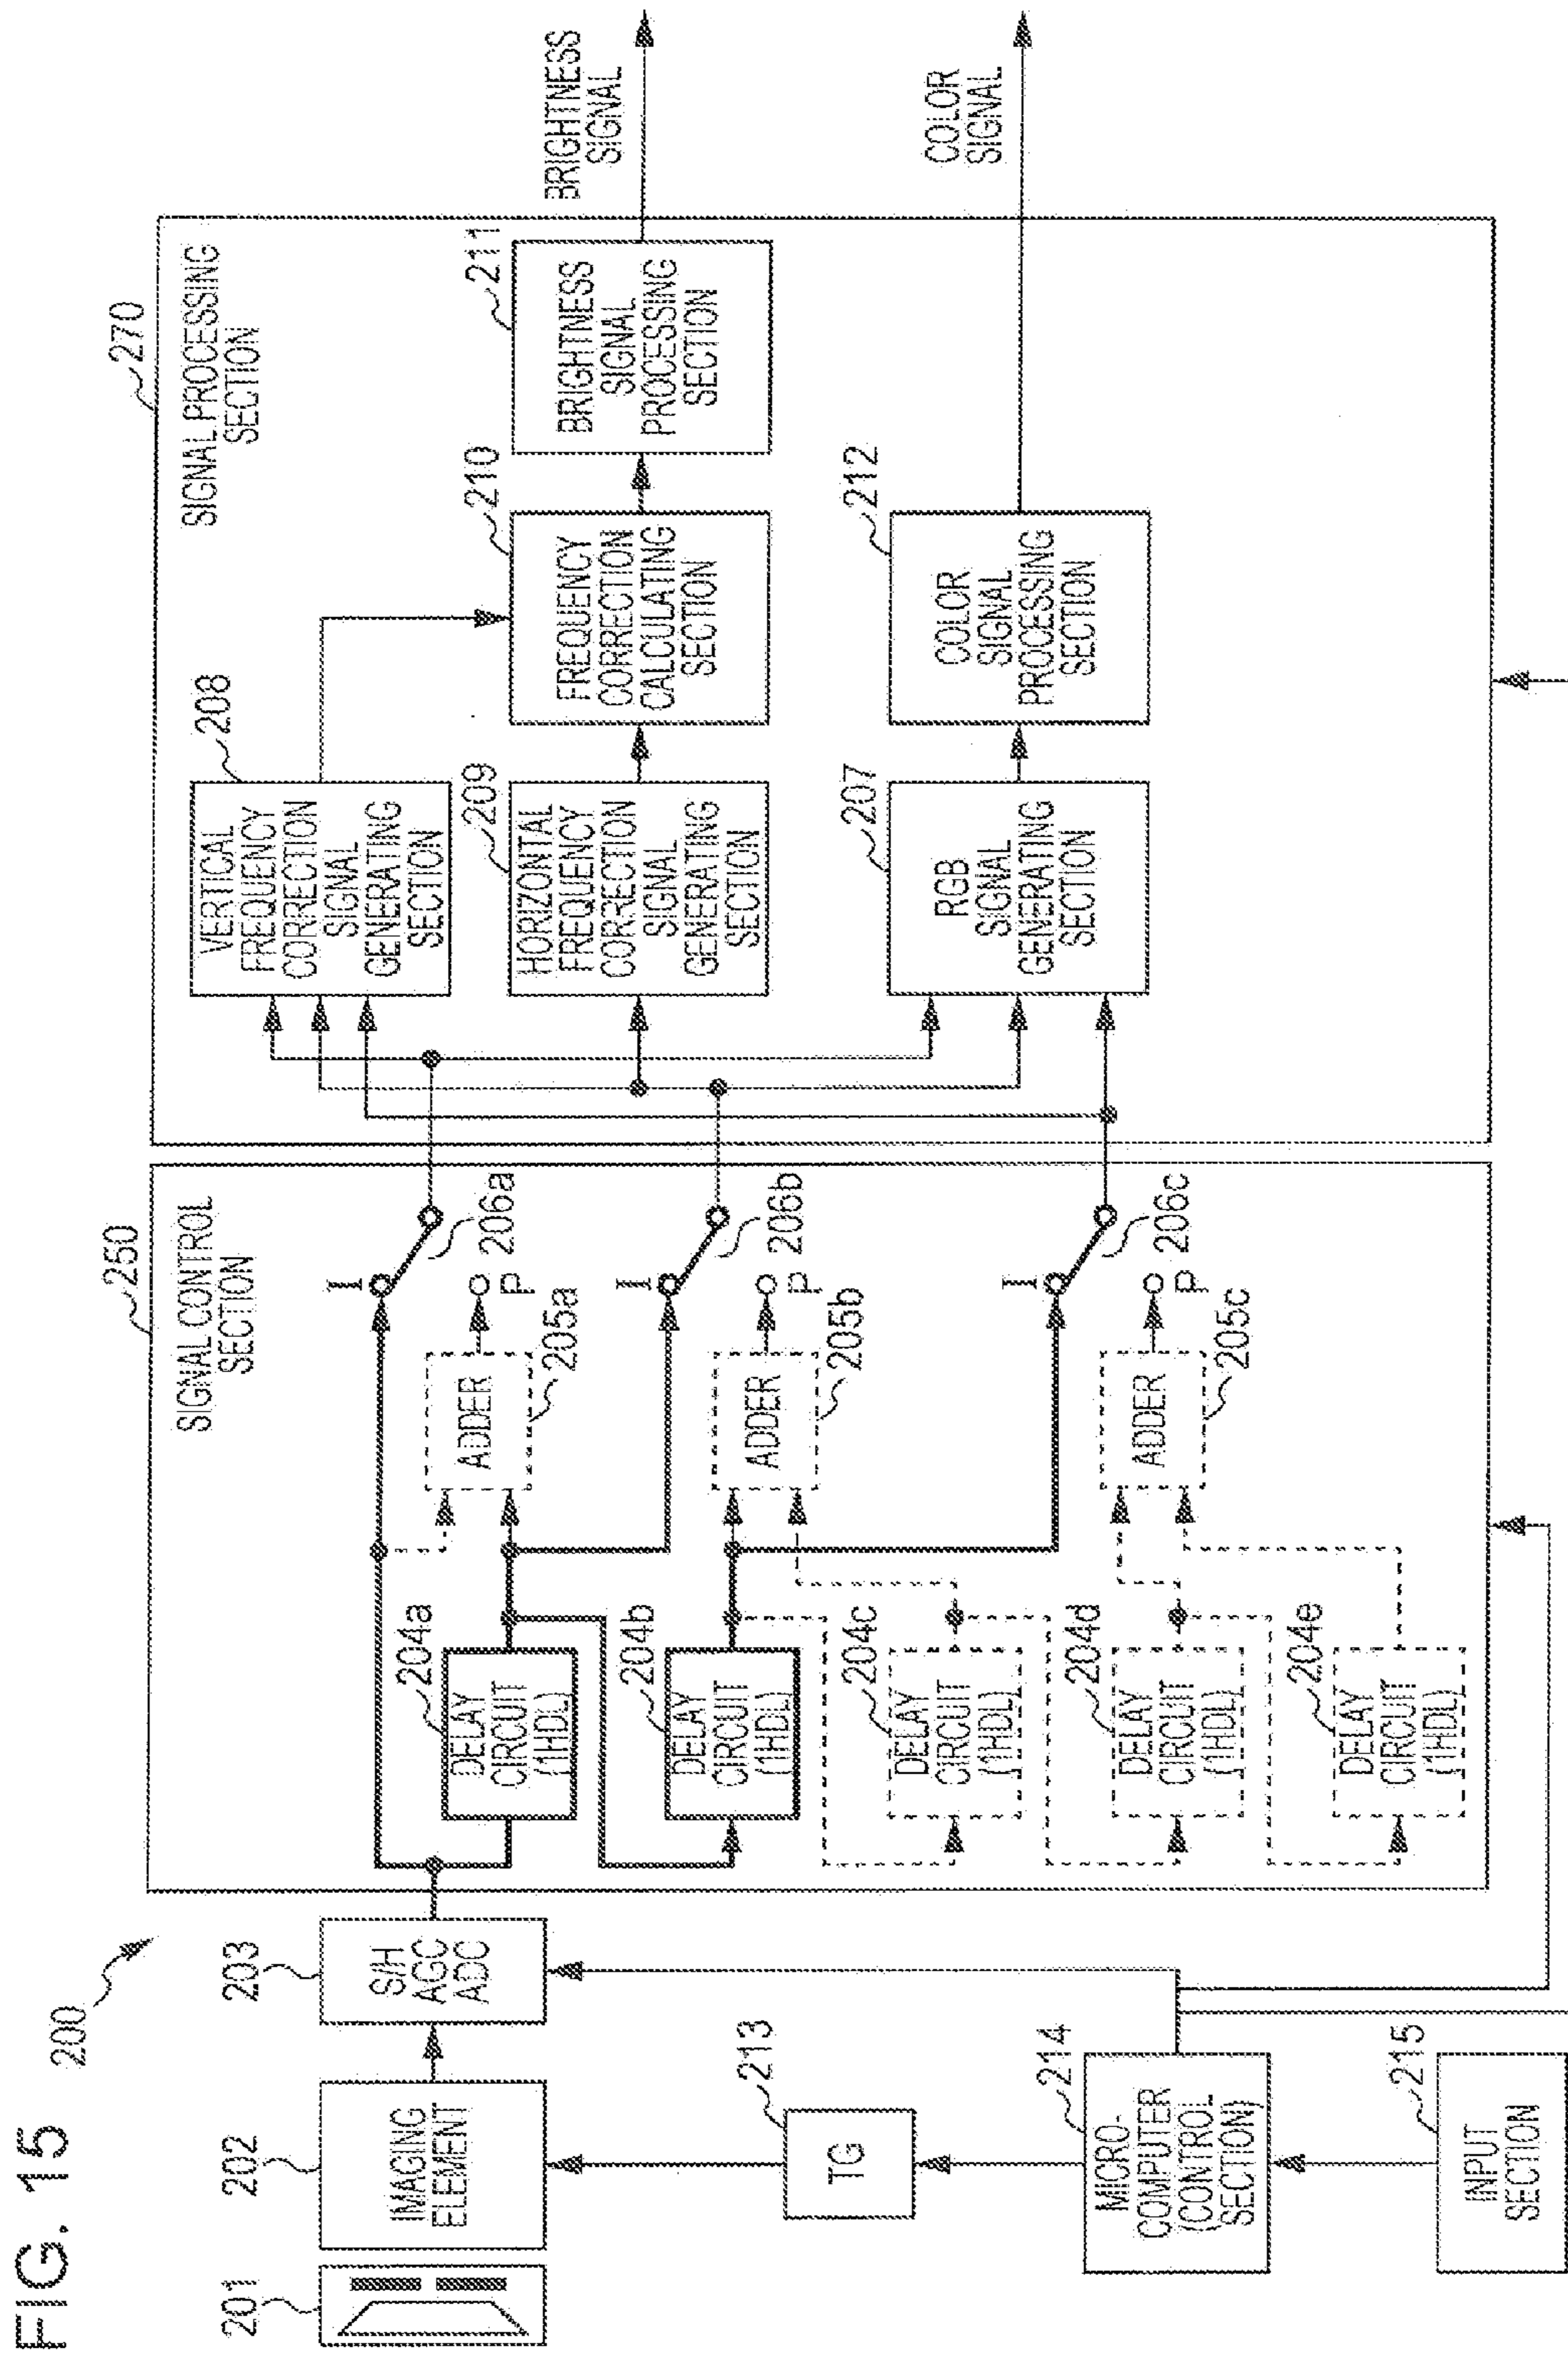 FIG. 15
200
201
202
IMAGING
ELEMENT
203
S/H
AGC
ADC
213
TG
214
MICRO-
COMPUTER
(CONTROL
SECTION)
215
INPUT
SECTION
250
SIGNAL CONTROL
SECTION
204a
DELAY
CIRCUIT
(1HDL)
204b
DELAY
CIRCUIT
(1HDL)
204c
DELAY
CIRCUIT
(1HDL)
204d
DELAY
CIRCUIT
(1HDL)
204e
DELAY
CIRCUIT
(1HDL)
ADDER
205a
ADDER
205b
ADDER
205c
I
P
206a
I
P
206b
I
P
206c
270
SIGNAL PROCESSING
SECTION
208
VERTICAL
FREQUENCY
CORRECTION
SIGNAL
GENERATING
SECTION
209
HORIZONTAL
FREQUENCY
CORRECTION
SIGNAL
GENERATING
SECTION
207
RGB
SIGNAL
GENERATING
SECTION
210
FREQUENCY
CORRECTION
CALCULATING
SECTION
212
COLOR
SIGNAL
PROCESSING
SECTION
211
BRIGHTNESS
SIGNAL
PROCESSING
SECTION
BRIGHTNESS
SIGNAL
COLOR
SIGNAL